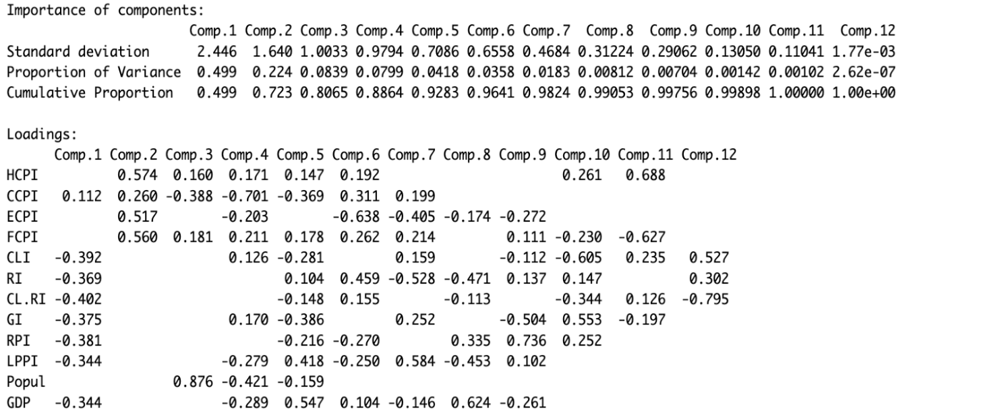 Importance of components:
                       Comp.1 Comp.2 Comp.3 Comp.4 Comp.5 Comp.6 Comp.7  Comp.8  Comp.9 Comp.10 Comp.11  Comp.12
Standard deviation      2.446  1.640 1.0033 0.9794 0.7086 0.6558 0.4684 0.31224 0.29062 0.13050 0.11041 1.77e-03
Proportion of Variance  0.499  0.224 0.0839 0.0799 0.0418 0.0358 0.0183 0.00812 0.00704 0.00142 0.00102 2.62e-07
Cumulative Proportion   0.499  0.723 0.8065 0.8864 0.9283 0.9641 0.9824 0.99053 0.99756 0.99898 1.00000 1.00e+00

Loadings:
      Comp.1 Comp.2 Comp.3 Comp.4 Comp.5 Comp.6 Comp.7 Comp.8 Comp.9 Comp.10 Comp.11 Comp.12
HCPI          0.574  0.160  0.171  0.147  0.192                       0.261   0.688
CCPI   0.112  0.260 -0.388 -0.701 -0.369  0.311  0.199
ECPI          0.517        -0.203        -0.638 -0.405 -0.174 -0.272
FCPI          0.560  0.181  0.211  0.178  0.262  0.214         0.111 -0.230  -0.627
CLI   -0.392                0.126 -0.281         0.159        -0.112 -0.605   0.235   0.527
RI    -0.369                       0.104  0.459 -0.528 -0.471  0.137  0.147           0.302
CL.RI -0.402                      -0.148  0.155        -0.113        -0.344   0.126  -0.795
GI    -0.375                0.170 -0.386         0.252        -0.504  0.553  -0.197
RPI   -0.381                      -0.216 -0.270         0.335  0.736  0.252
LPPI  -0.344               -0.279  0.418 -0.250  0.584 -0.453  0.102
Popul                0.876 -0.421 -0.159
GDP   -0.344               -0.289  0.547  0.104 -0.146  0.624 -0.261